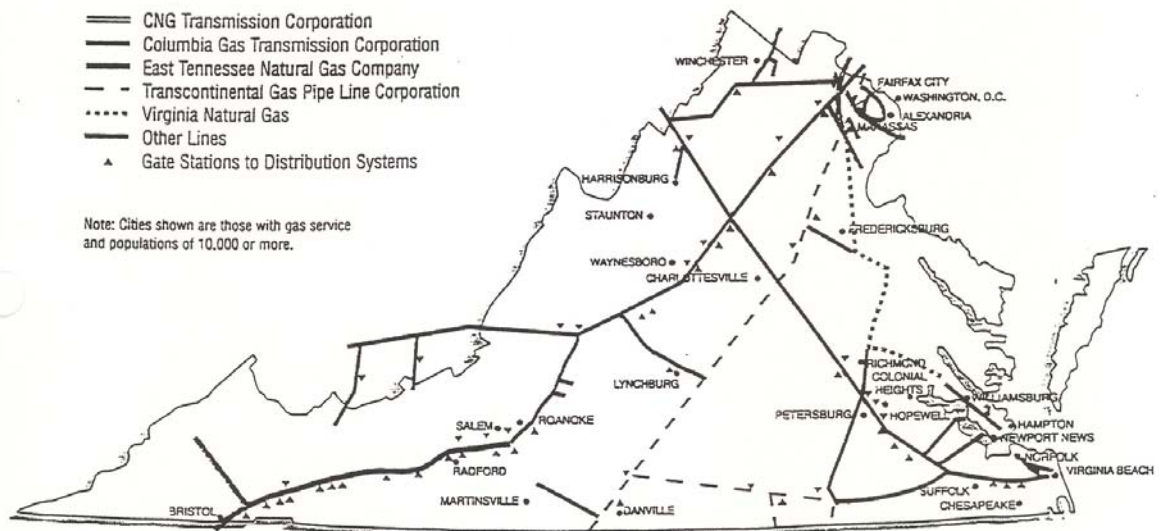 CNG Transmission Corporation
Columbia Gas Transmission Corporation
East Tennessee Natural Gas Company
Transcontinental Gas Pipe Line Corporation
Virginia Natural Gas
Other Lines
Gate Stations to Distribution Systems
Note: Cities shown are those with gas service
and populations of 10,000 or more.
WINCHESTER
FAIRFAX CITY
WASHINGTON, D.C.
ALEXANDRIA
MANASSAS
HARRISONBURG
STAUNTON
FREDERICKSBURG
WAYNESBORO
CHARLOTTESVILLE
RICHMOND
LYNCHBURG
COLONIAL
HEIGHTS
WILLIAMSBURG
PETERSBURG
HOPEWELL
SALEM
ROANOKE
HAMPTON
NEWPORT NEWS
NORFOLK
RADFORD
VIRGINIA BEACH
SUFFOLK
MARTINSVILLE
CHESAPEAKE
BRISTOL
DANVILLE